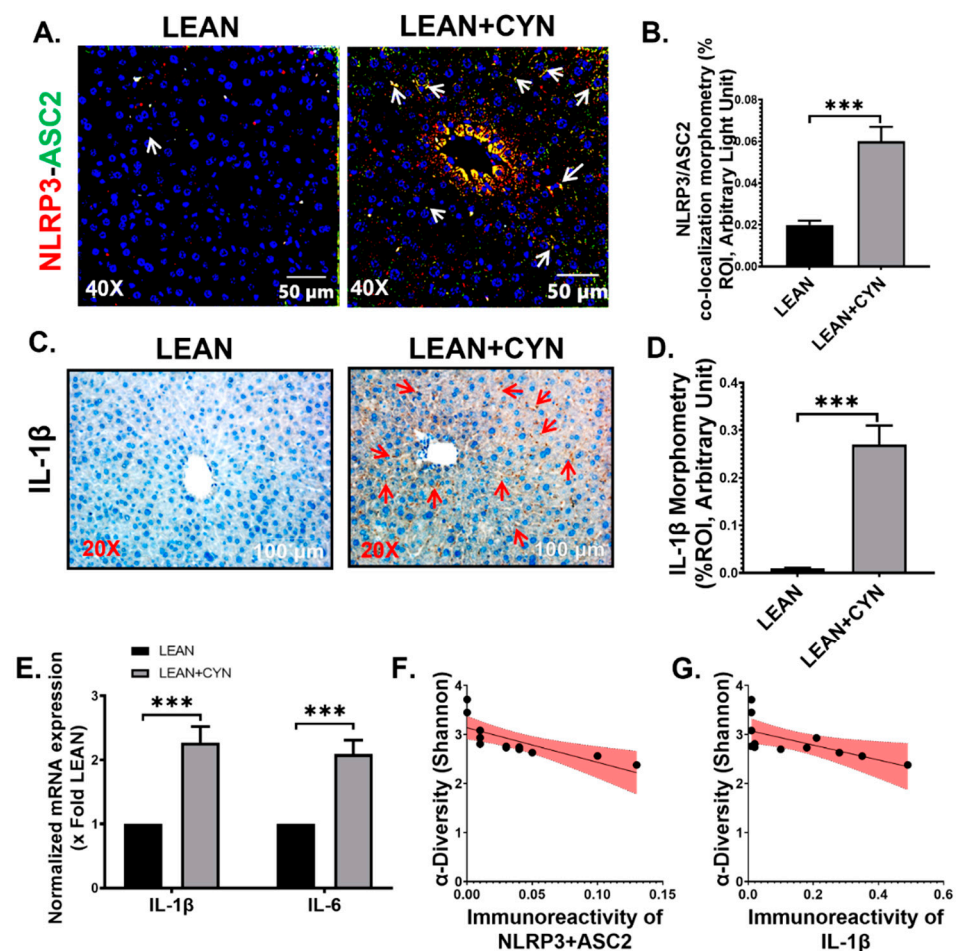 A.
LEAN
LEAN+CYN
NLRP3-ASC2
40X
50 µm
40X
50 µm
B.
NLRP3/ASC2
co-localization morphometry (%
ROI, Arbitrary Light Unit)
0.08
0.06
0.04
0.02
0.00
***
LEAN
LEAN+CYN
C.
LEAN
LEAN+CYN
IL-1β
20X
100 µm
20X
100 µm
D.
IL-1β Morphometry
(%ROI, Arbitrary Unit)
0.4
0.3
0.2
0.1
0.0
***
LEAN
LEAN+CYN
E.
LEAN
LEAN+CYN
Normalized mRNA expression
(x Fold LEAN)
3
2
1
0
***
***
IL-1β
IL-6
F.
α-Diversity (Shannon)
4
3
2
1
0
0.00
0.05
0.10
0.15
Immunoreactivity of
NLRP3+ASC2
G.
α-Diversity (Shannon)
4
3
2
1
0
0.0
0.2
0.4
0.6
Immunoreactivity of
IL-1β